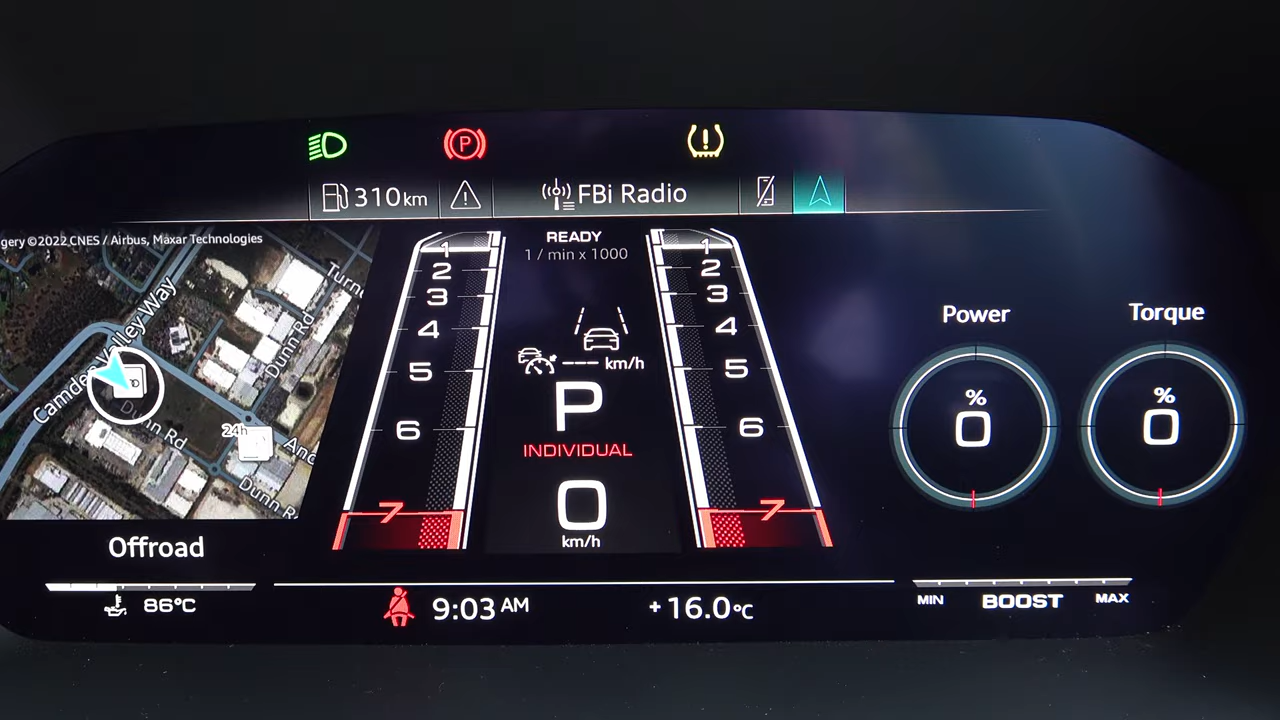 P
310km
FBi Radio
gery ©2022 CNES / Airbus, Maxar Technologies
Camden Valley Way
Turn
Dunn Rd
Dunn Rd
24h
And
Dunn R
Offroad
86°C
READY
1 / min x 1000
1
2
3
4
5
6
7
--- km/h
P
INDIVIDUAL
0
km/h
1
2
3
4
5
6
7
Power
%
0
Torque
%
0
9:03 AM
+16.0°C
MIN BOOST MAX